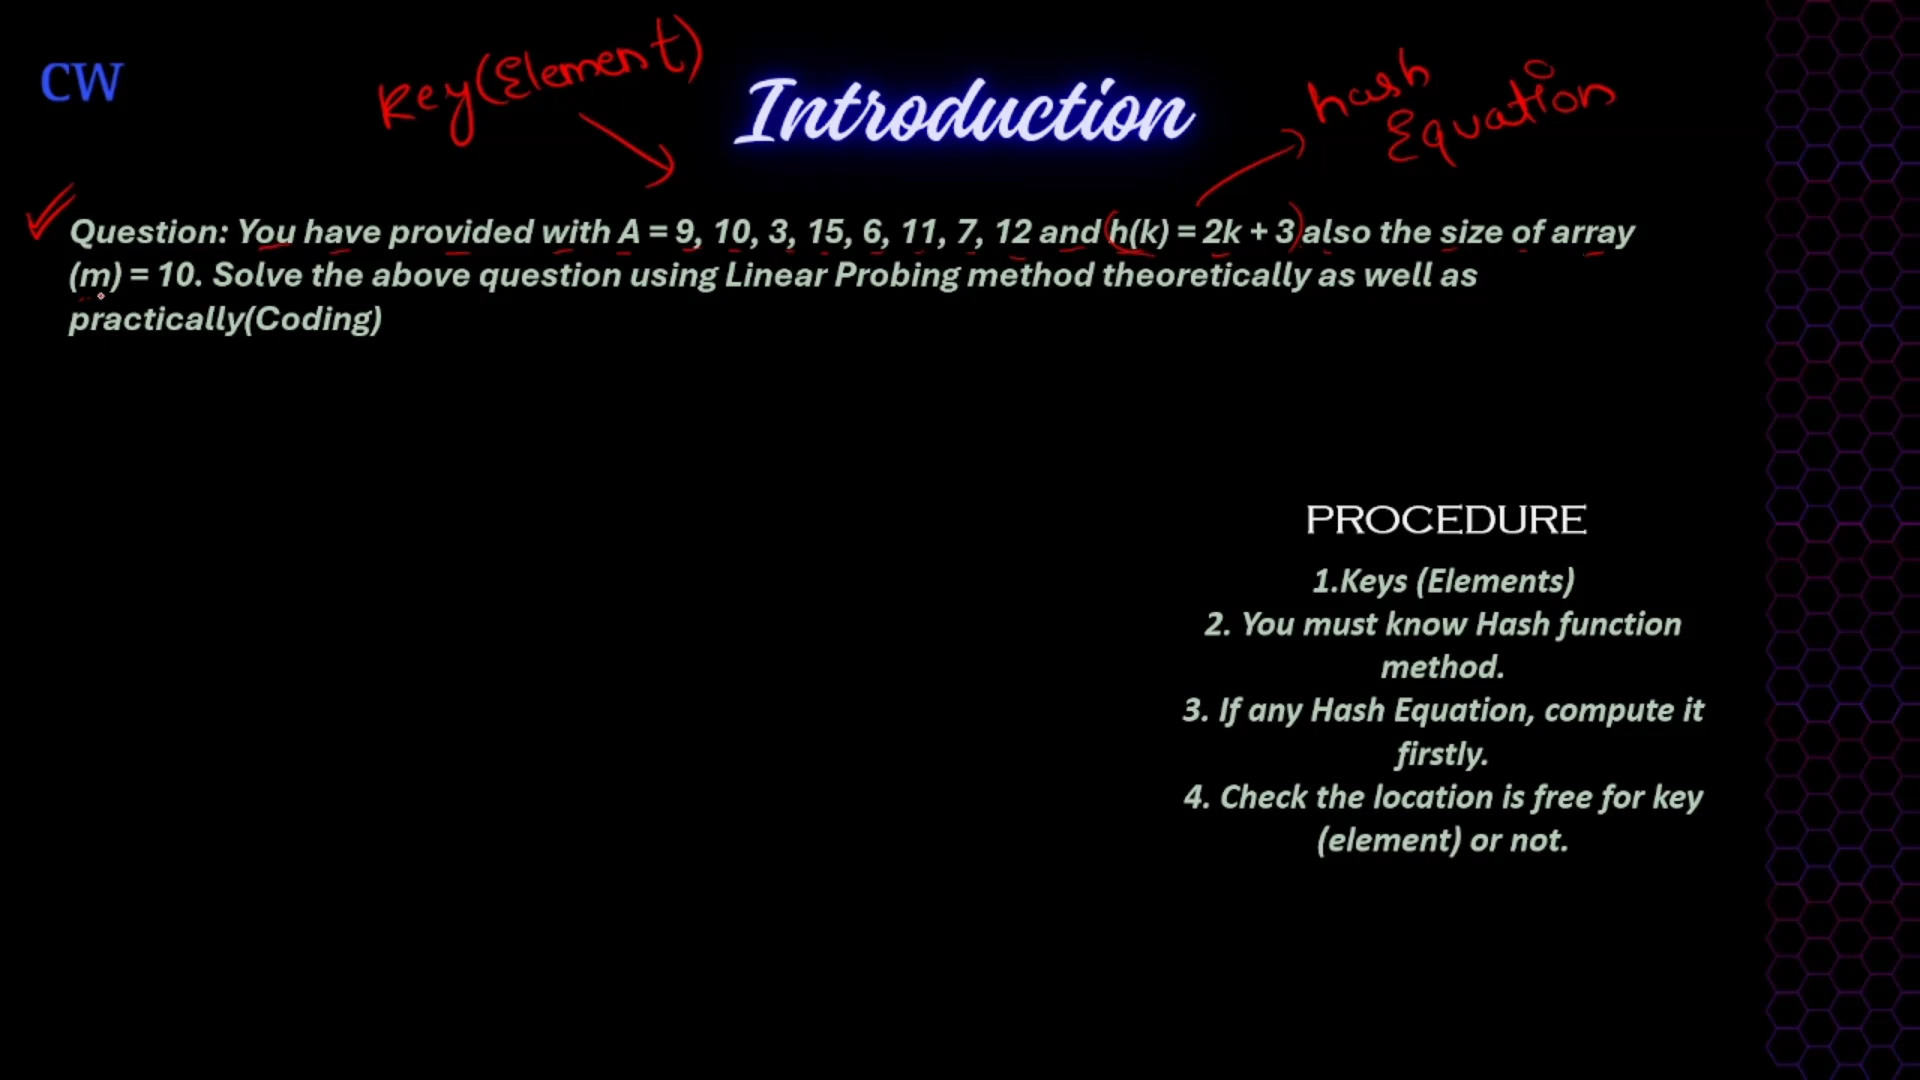 CW
Key(Element)
Introduction
hash
Equation
Question: You have provided with A = 9, 10, 3, 15, 6, 11, 7, 12 and h(k) = 2k + 3 also the size of array
(m) = 10. Solve the above question using Linear Probing method theoretically as well as
practically(Coding)
PROCEDURE
1.Keys (Elements)
2. You must know Hash function
method.
3. If any Hash Equation, compute it
firstly.
4. Check the location is free for key
(element) or not.